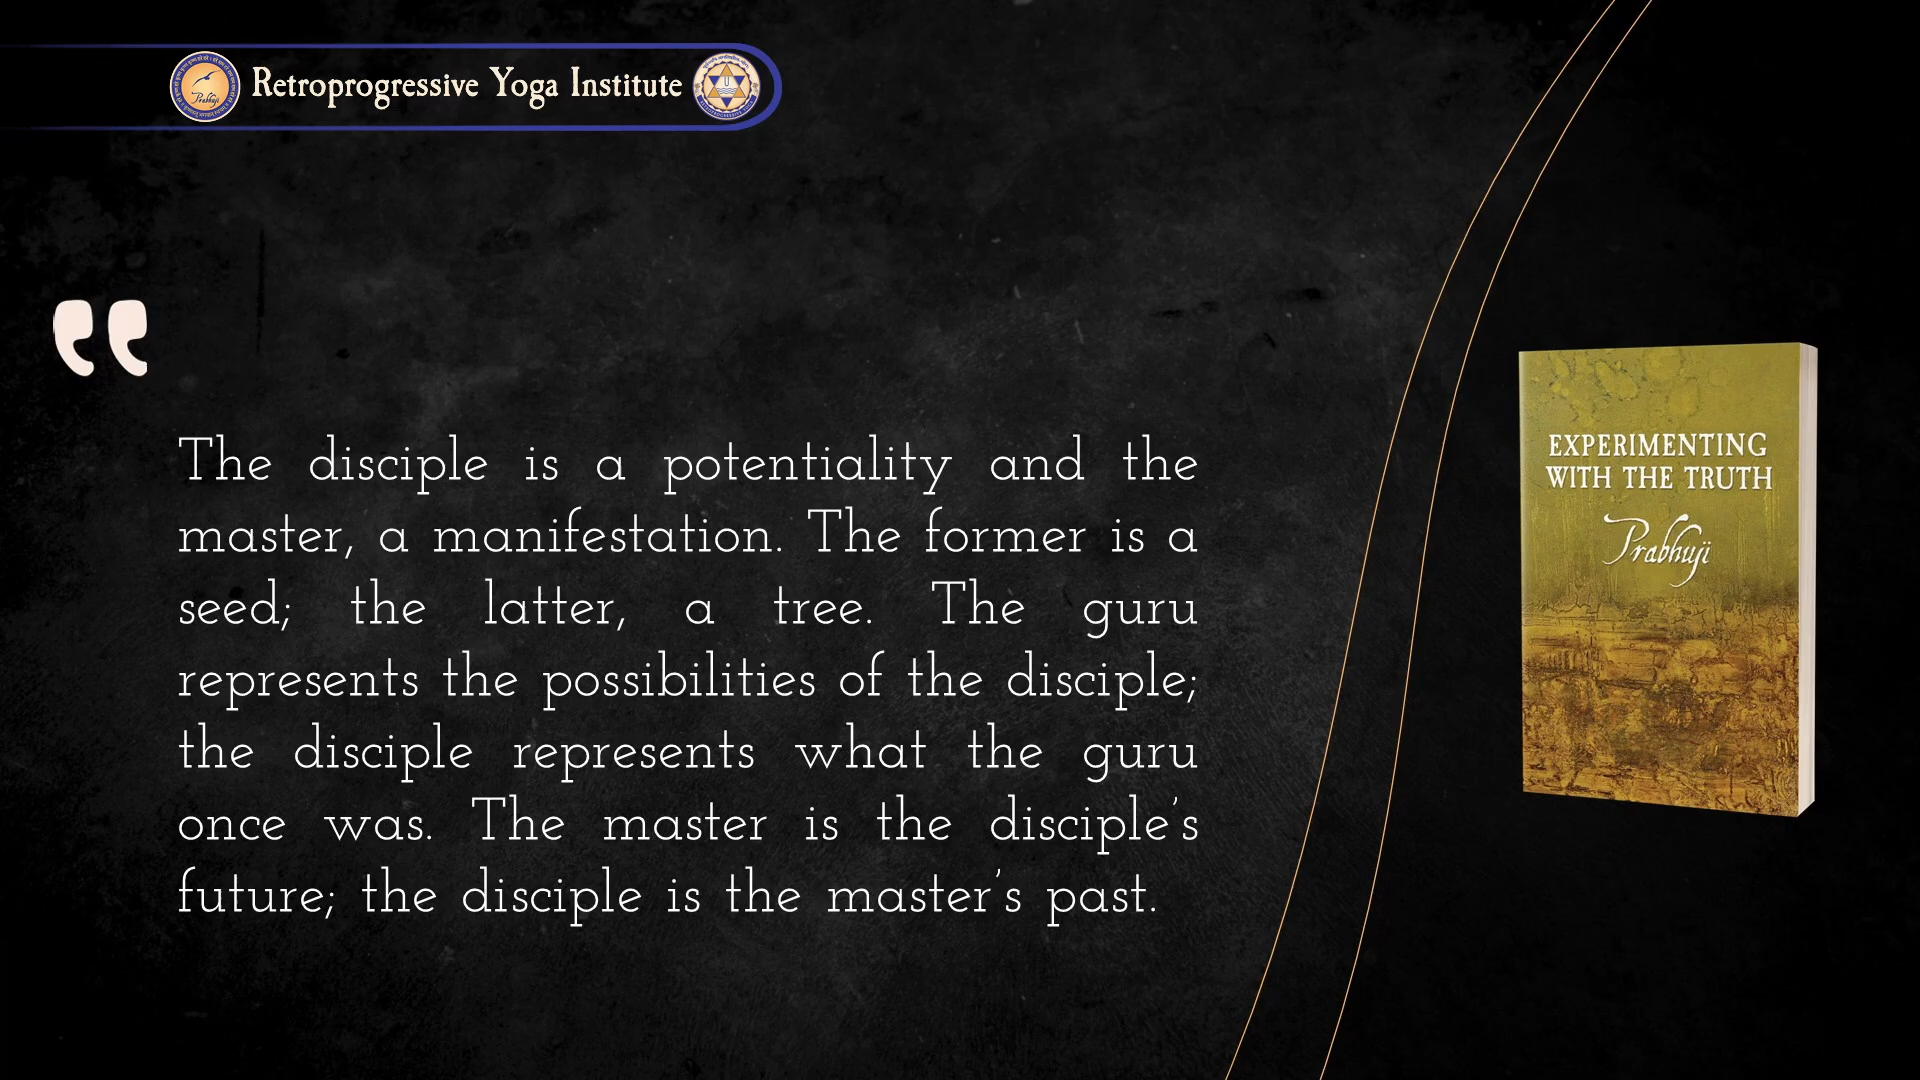 Retroprogressive Yoga Institute
Prabhuji
The disciple is a potentiality and the
master, a manifestation. The former is a
seed; the latter, a tree. The guru
represents the possibilities of the disciple;
the disciple represents what the guru
once was. The master is the disciple’s
future; the disciple is the master’s past.
EXPERIMENTING
WITH THE TRUTH
Prabhuji